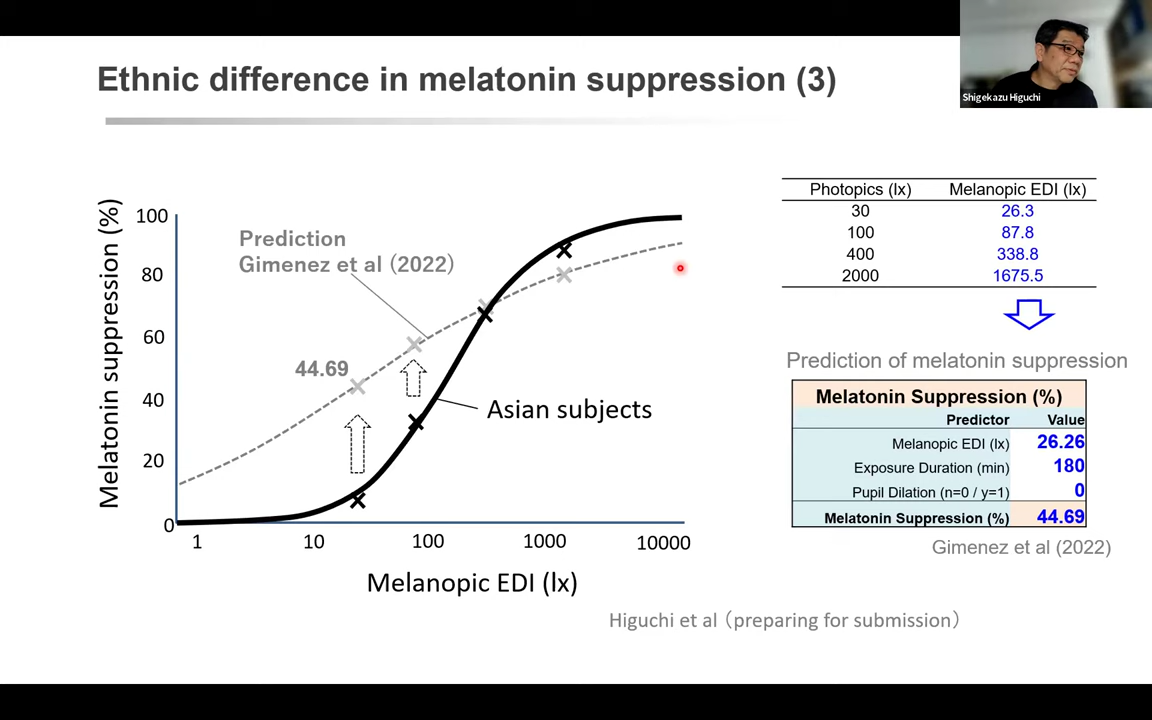 Shigekazu Higuchi
Ethnic difference in melatonin suppression (3)
Melatonin suppression (%)
100
80
60
40
20
0
Prediction
Gimenez et al (2022)
44.69
Asian subjects
1 10 100 1000 10000
Melanopic EDI (lx)
Photopics (lx) Melanopic EDI (lx)
30 26.3
100 87.8
400 338.8
2000 1675.5
Prediction of melatonin suppression
Melatonin Suppression (%)
Predictor Value
Melanopic EDI (lx) 26.26
Exposure Duration (min) 180
Pupil Dilation (n=0 / y=1) 0
Melatonin Suppression (%) 44.69
Gimenez et al (2022)
Higuchi et al（preparing for submission）